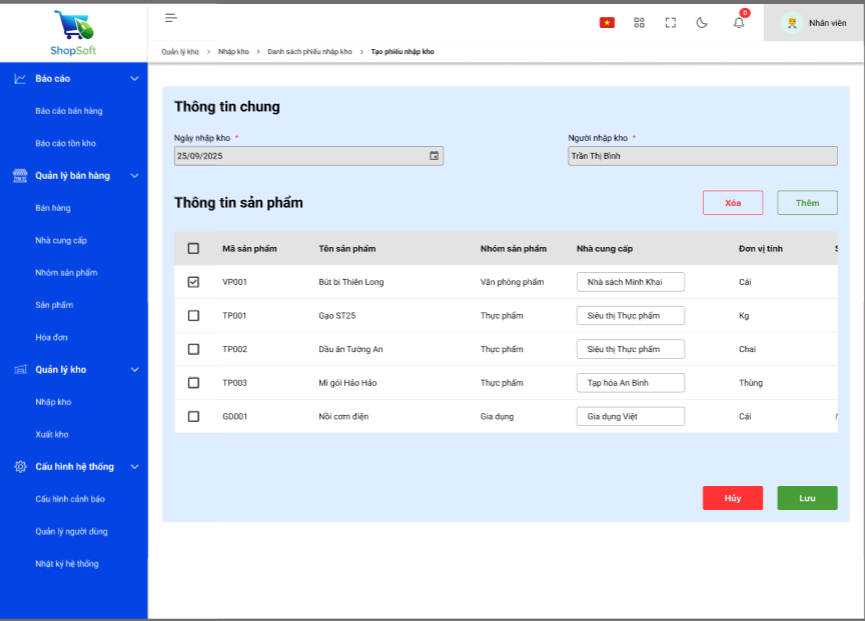 ShopSoft
0
Nhân viên
Quản lý kho > Nhập kho > Danh sách phiếu nhập kho > Tạo phiếu nhập kho
Báo cáo
Báo cáo bán hàng
Báo cáo tồn kho
Quản lý bán hàng
Bán hàng
Nhà cung cấp
Nhóm sản phẩm
Sản phẩm
Hóa đơn
Quản lý kho
Nhập kho
Xuất kho
Cấu hình hệ thống
Cấu hình cảnh báo
Quản lý người dùng
Nhật ký hệ thống
Thông tin chung
Ngày nhập kho * Người nhập kho *
25/09/2025 Trần Thị Bình
Thông tin sản phẩm Xóa Thêm
Mã sản phẩm Tên sản phẩm Nhóm sản phẩm Nhà cung cấp Đơn vị tính
VP001 Bút bi Thiên Long Văn phòng phẩm Nhà sách Minh Khai Cái
TP001 Gạo ST25 Thực phẩm Siêu thị Thực phẩm Kg
TP002 Dầu ăn Tường An Thực phẩm Siêu thị Thực phẩm Chai
TP003 Mì gói Hảo Hảo Thực phẩm Tạp hóa An Bình Thùng
GD001 Nồi cơm điện Gia dụng Gia dụng Việt Cái
Hủy Lưu